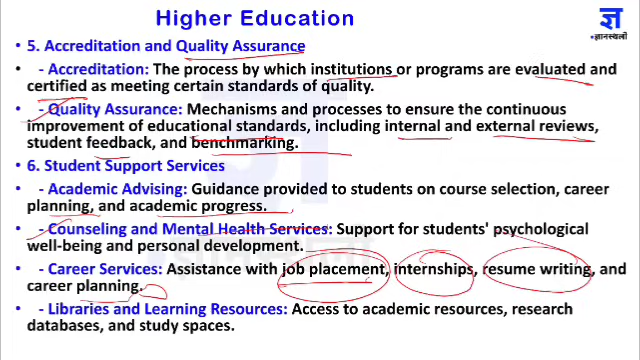 Higher Education
ज्ञ
ज्ञानस्थली
• 5. Accreditation and Quality Assurance
• - Accreditation: The process by which institutions or programs are evaluated and
certified as meeting certain standards of quality.
• - Quality Assurance: Mechanisms and processes to ensure the continuous
improvement of educational standards, including internal and external reviews,
student feedback, and benchmarking.
• 6. Student Support Services
• - Academic Advising: Guidance provided to students on course selection, career
planning, and academic progress.
• - Counseling and Mental Health Services: Support for students' psychological
well-being and personal development.
• - Career Services: Assistance with job placement, internships, resume writing, and
career planning.
• - Libraries and Learning Resources: Access to academic resources, research
databases, and study spaces.